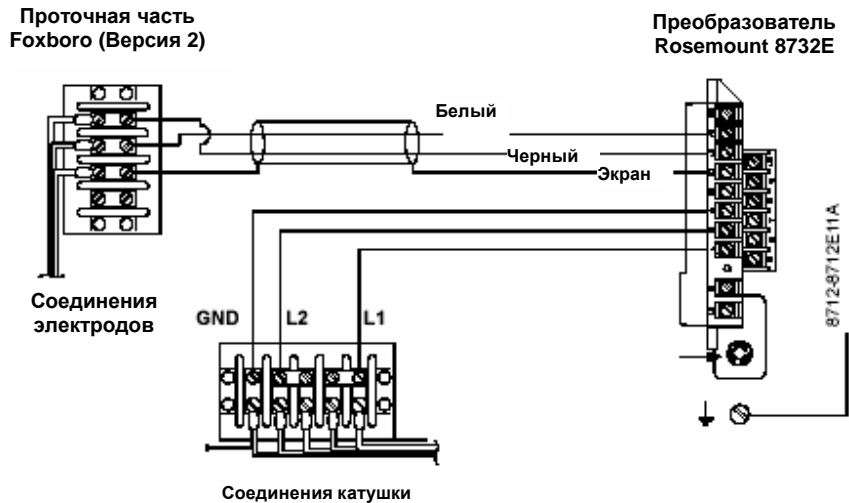 Проточная часть
Foxboro (Версия 2)
Преобразователь
Rosemount 8732E
Белый
Черный
Экран
Соединения
электродов
GND
L2
L1
8712-8712E11A
Соединения катушки